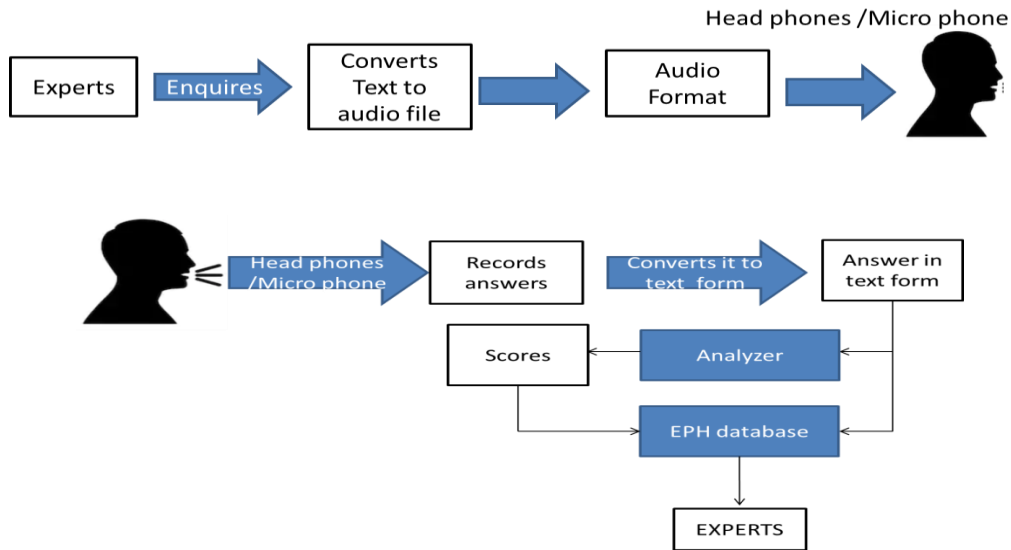 Head phones /Micro phone
Experts
Enquires
Converts
Text to
audio file
Audio
Format
Head phones
/Micro phone
Records
answers
Converts it to
text form
Answer in
text form
Scores
Analyzer
EPH database
EXPERTS